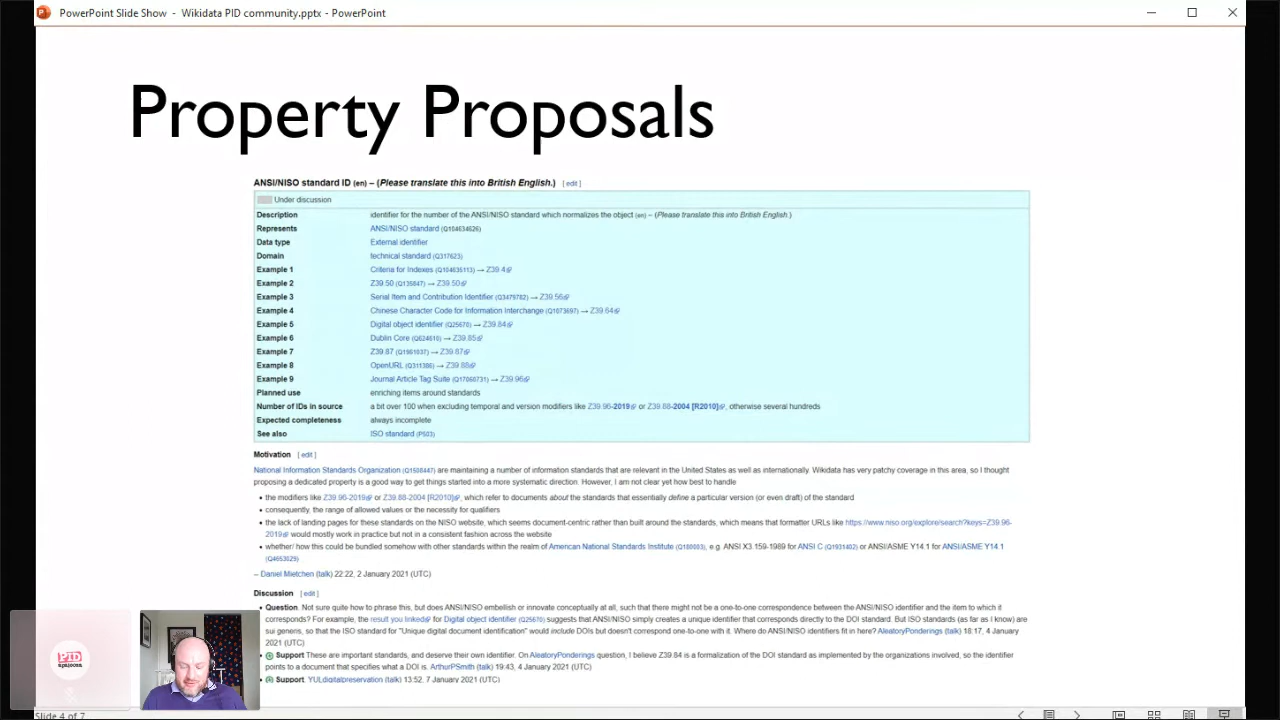 PowerPoint Slide Show - Wikidata PID community.pptx - PowerPoint
Property Proposals
ANSI/NISO standard ID (en) – (Please translate this into British English.) [ edit ]
Under discussion
Description identifier for the number of the ANSI/NISO standard which normalizes the object (en) – (Please translate this into British English.)
Represents ANSI/NISO standard (Q104634626)
Data type External identifier
Domain technical standard (Q317623)
Example 1 Criteria for Indexes (Q104635113) → Z39.4
Example 2 Z39.50 (Q135847) → Z39.50
Example 3 Serial Item and Contribution Identifier (Q3479782) → Z39.56
Example 4 Chinese Character Code for Information Interchange (Q1073697) → Z39.64
Example 5 Digital object identifier (Q25670) → Z39.84
Example 6 Dublin Core (Q624610) → Z39.85
Example 7 Z39.87 (Q1961037) → Z39.87
Example 8 OpenURL (Q311386) → Z39.88
Example 9 Journal Article Tag Suite (Q17060731) → Z39.96
Planned use enriching items around standards
Number of IDs in source a bit over 100 when excluding temporal and version modifiers like Z39.96-2019 or Z39.88-2004 [R2010], otherwise several hundreds
Expected completeness always incomplete
See also ISO standard (P503)
Motivation [ edit ]
National Information Standards Organization (Q1508447) are maintaining a number of information standards that are relevant in the United States as well as internationally. Wikidata has very patchy coverage in this area, so I thought
proposing a dedicated property is a good way to get things started into a more systematic direction. However, I am not clear yet how best to handle
• the modifiers like Z39.96-2019 or Z39.88-2004 [R2010], which refer to documents about the standards that essentially define a particular version (or even draft) of the standard
• consequently, the range of allowed values or the necessity for qualifiers
• the lack of landing pages for these standards on the NISO website, which seems document-centric rather than built around the standards, which means that formatter URLs like https://www.niso.org/explore/search?keys=Z39.96-
2019 would mostly work in practice but not in a consistent fashion across the website
• whether/ how this could be bundled somehow with other standards within the realm of American National Standards Institute (Q180003), e.g. ANSI X3.159-1989 for ANSI C (Q1931402) or ANSI/ASME Y14.1 for ANSI/ASME Y14.1
(Q4653029)
– Daniel Mietchen (talk) 22:22, 2 January 2021 (UTC)
Discussion [ edit ]
• Question. Not sure quite how to phrase this, but does ANSI/NISO embellish or innovate conceptually at all, such that there might not be a one-to-one correspondence between the ANSI/NISO identifier and the item to which it
corresponds? For example, the result you linked for Digital object identifier (Q25670) suggests that ANSI/NISO simply creates a unique identifier that corresponds directly to the DOI standard. But ISO standards (as far as I know) are
sui generis, so that the ISO standard for "Unique digital document identification" would include DOIs but doesn't correspond one-to-one with it. Where do ANSI/NISO identifiers fit in here? AleatoryPonderings (talk) 18:17, 4 January
2021 (UTC)
• Support These are important standards, and deserve their own identifier. On AleatoryPonderings question, I believe Z39.84 is a formalization of the DOI standard as implemented by the organizations involved, so the identifier
points to a document that specifies what a DOI is. ArthurPSmith (talk) 19:43, 4 January 2021 (UTC)
• Support. YULdigitalpreservation (talk) 13:52, 7 January 2021 (UTC)
PID
Slide 4 of 7